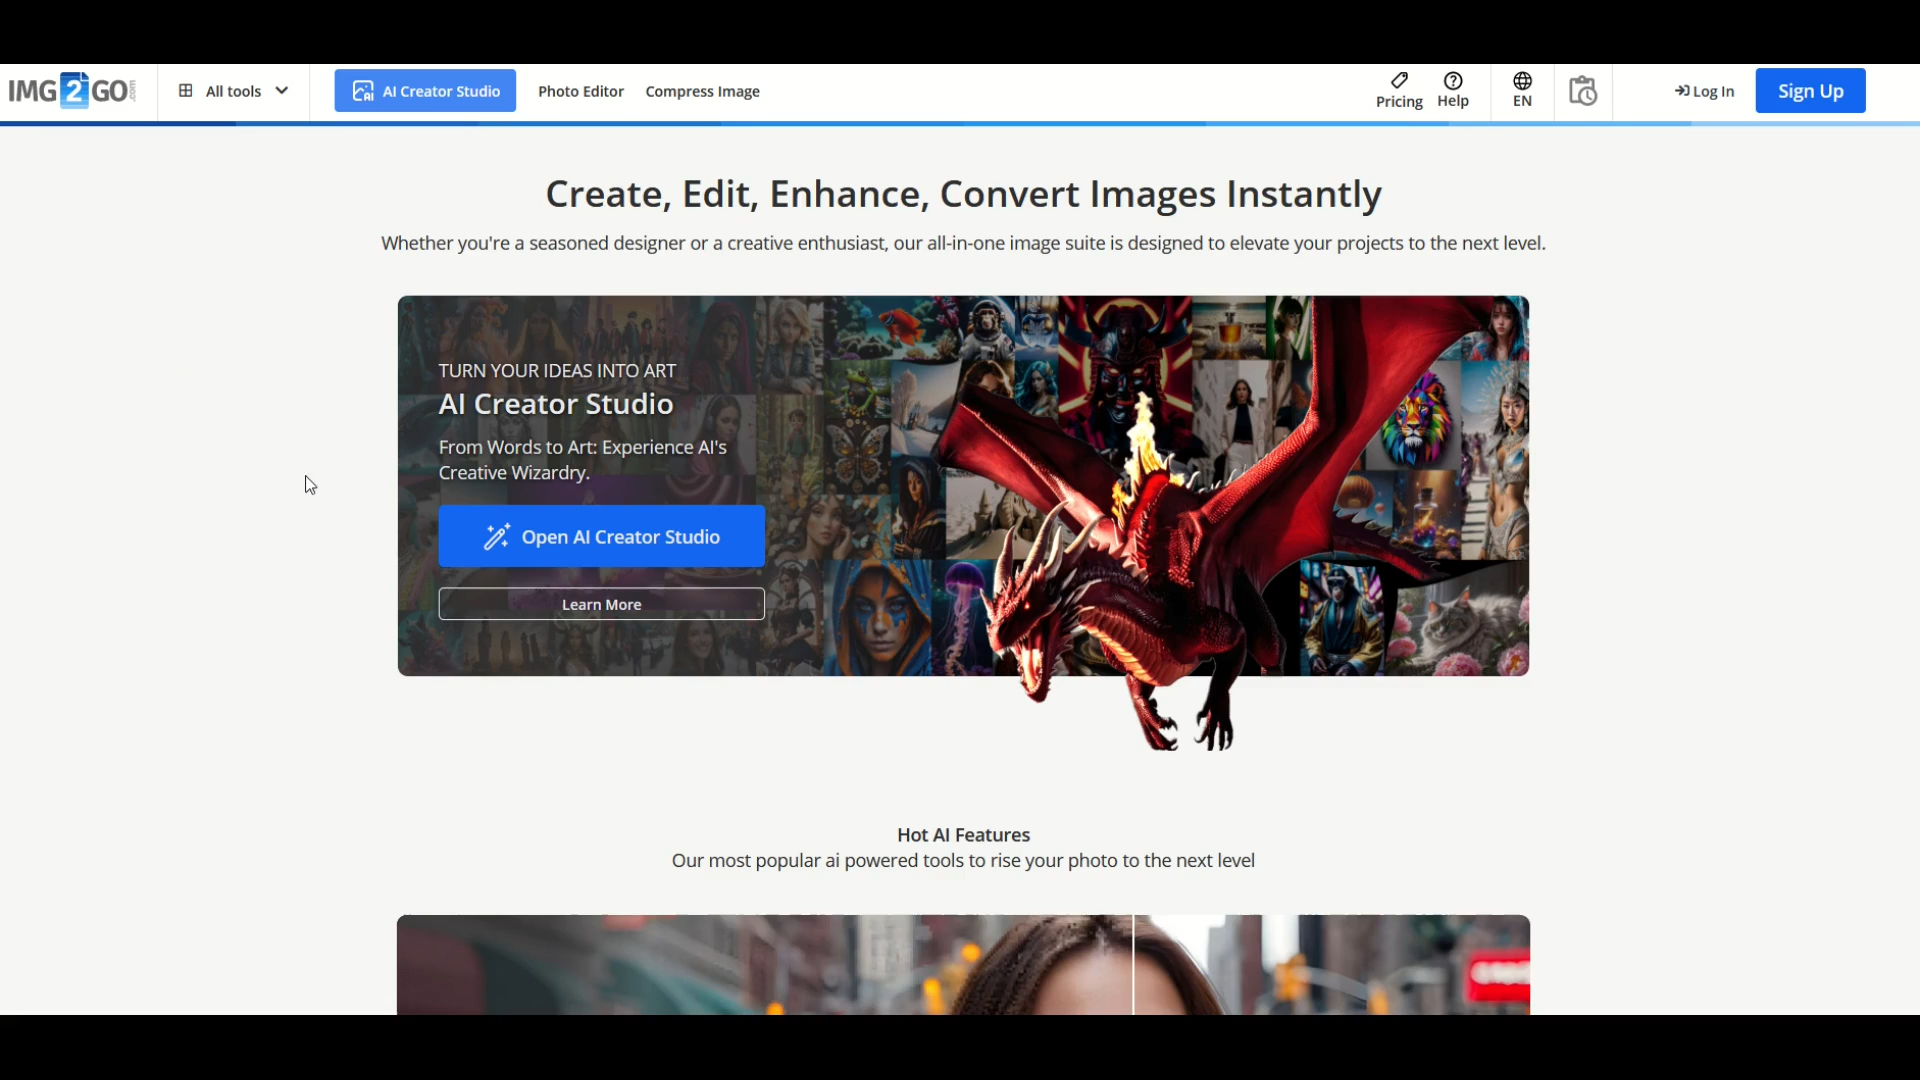 IMG2GO.com
All tools
AI Creator Studio
Photo Editor
Compress Image
Pricing
Help
EN
Log In
Sign Up
Create, Edit, Enhance, Convert Images Instantly
Whether you're a seasoned designer or a creative enthusiast, our all-in-one image suite is designed to elevate your projects to the next level.
TURN YOUR IDEAS INTO ART
AI Creator Studio
From Words to Art: Experience AI's
Creative Wizardry.
Open AI Creator Studio
Learn More
Hot AI Features
Our most popular ai powered tools to rise your photo to the next level